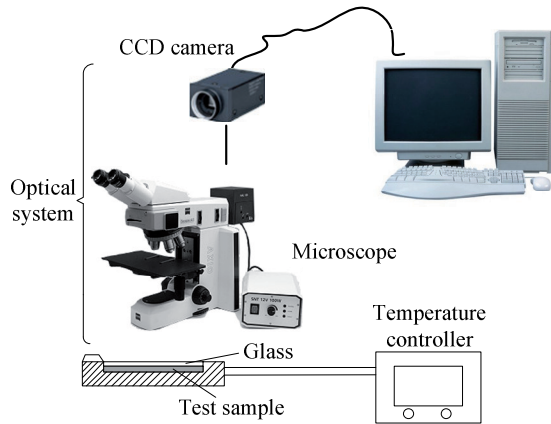 CCD camera
Optical
system
Microscope
Temperature
controller
Glass
Test sample